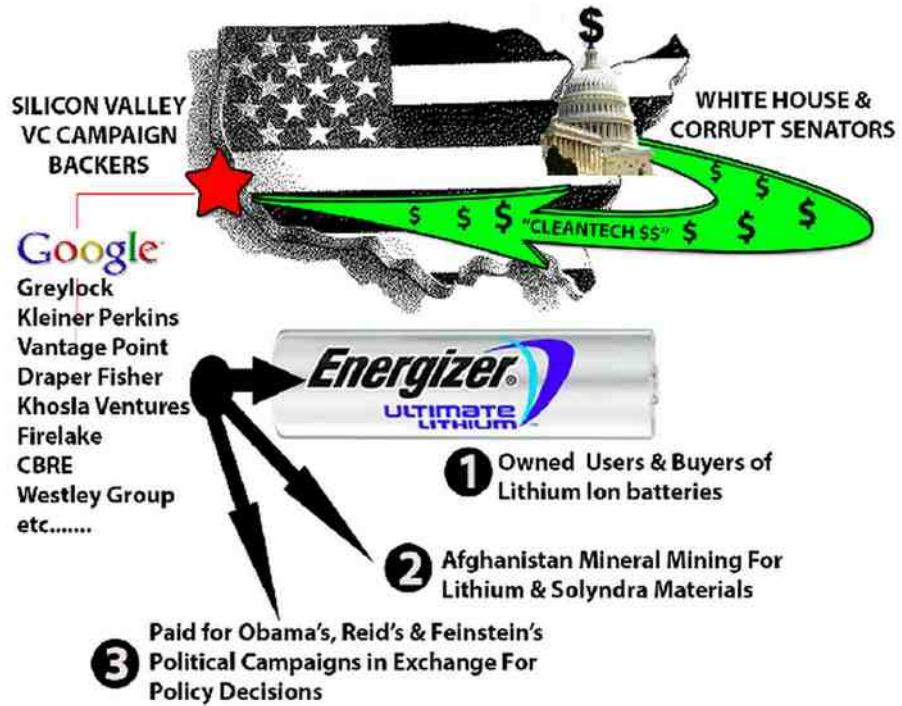 $
SILICON VALLEY
VC CAMPAIGN
BACKERS
WHITE HOUSE &
CORRUPT SENATORS
$ $ $ "CLEANTECH $$" $ $ $ $ $
Google
Greylock
Kleiner Perkins
Vantage Point
Draper Fisher
Khosla Ventures
Firelake
CBRE
Westley Group
etc.......
Energizer®
ULTIMATE
LITHIUM™
1 Owned Users & Buyers of
Lithium Ion batteries
2 Afghanistan Mineral Mining For
Lithium & Solyndra Materials
3 Paid for Obama's, Reid's & Feinstein's
Political Campaigns in Exchange For
Policy Decisions